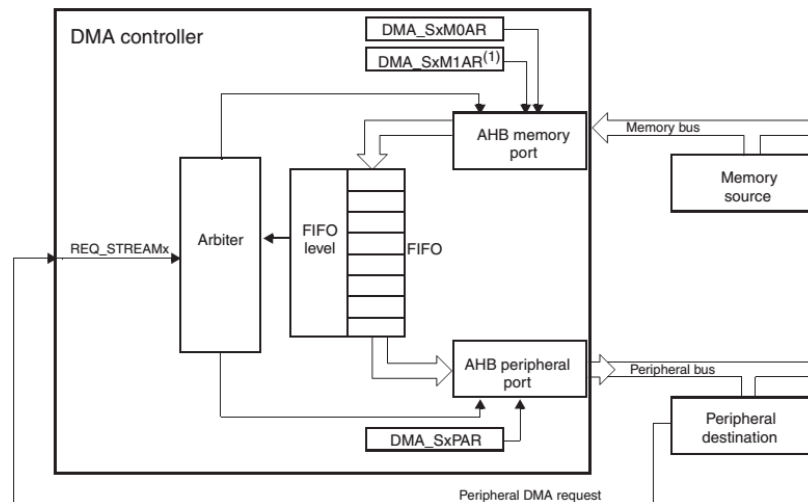 DMA controller
DMA_SxM0AR
DMA_SxM1AR(1)
AHB memory
port
Memory bus
Memory
source
Arbiter
FIFO
level
FIFO
REQ_STREAMx
AHB peripheral
port
Peripheral bus
Peripheral
destination
DMA_SxPAR
Peripheral DMA request